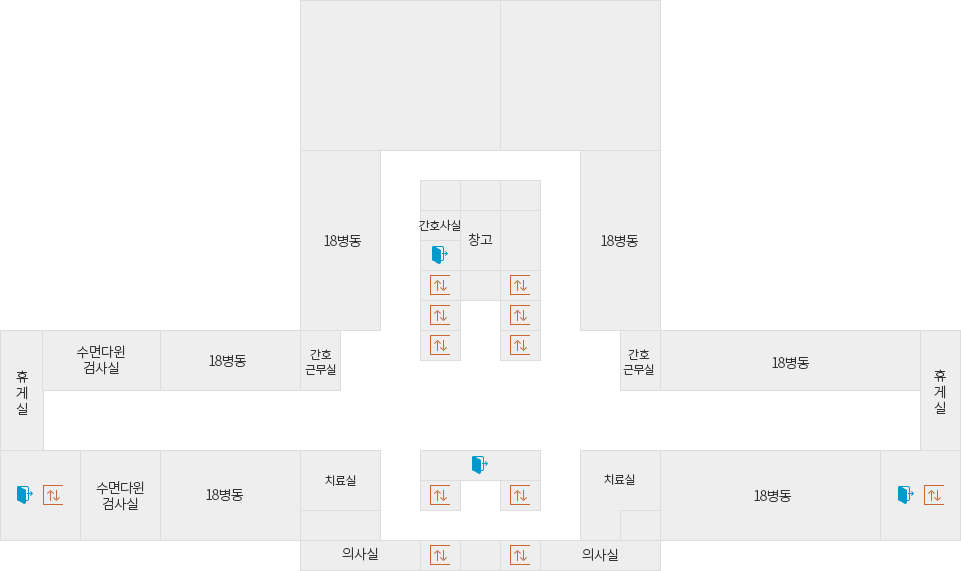 간호사실
창고
18병동
18병동
수면다윈
검사실
18병동
간호
근무실
간호
근무실
18병동
휴
게
실
휴
게
실
수면다윈
검사실
18병동
치료실
치료실
18병동
의사실
의사실